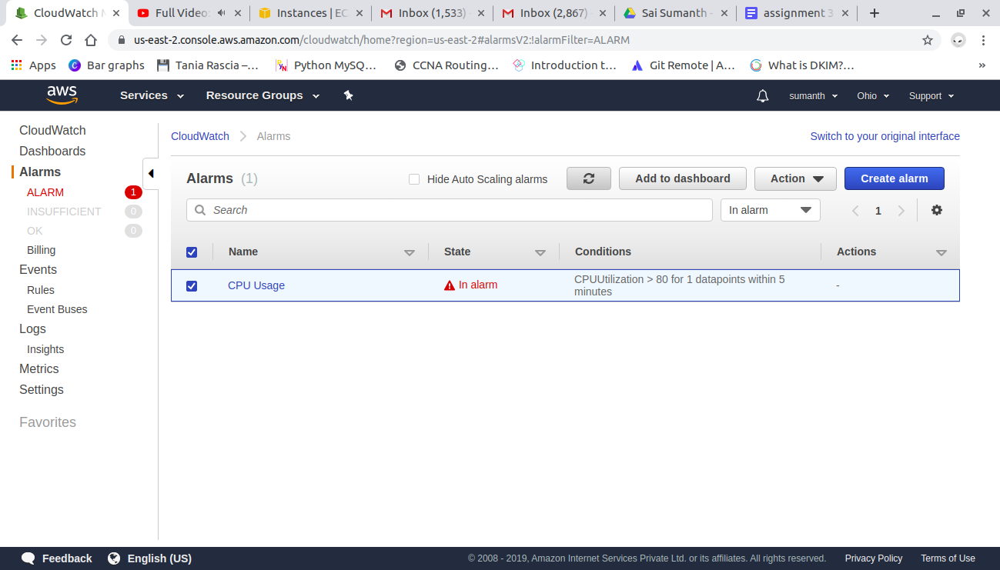 CloudWatch M
Full Video:
Instances | EC
Inbox (1,533)
Inbox (2,867)
Sai Sumanth -
assignment 3
us-east-2.console.aws.amazon.com/cloudwatch/home?region=us-east-2#alarmsV2:!alarmFilter=ALARM
Apps
Bar graphs
Tania Rascia –...
Python MySQ...
CCNA Routing...
Introduction t...
Git Remote | A...
What is DKIM?...
»
aws
Services
Resource Groups
sumanth
Ohio
Support
CloudWatch
Dashboards
Alarms
ALARM 1
INSUFFICIENT 0
OK 0
Billing
Events
Rules
Event Buses
Logs
Insights
Metrics
Settings
Favorites
CloudWatch
Alarms
Switch to your original interface
Alarms (1)
Hide Auto Scaling alarms
Add to dashboard
Action
Create alarm
Search
In alarm
1
Name
State
Conditions
Actions
CPU Usage
In alarm
CPUUtilization > 80 for 1 datapoints within 5
minutes
-
Feedback
English (US)
© 2008 - 2019, Amazon Internet Services Private Ltd. or its affiliates. All rights reserved.
Privacy Policy
Terms of Use